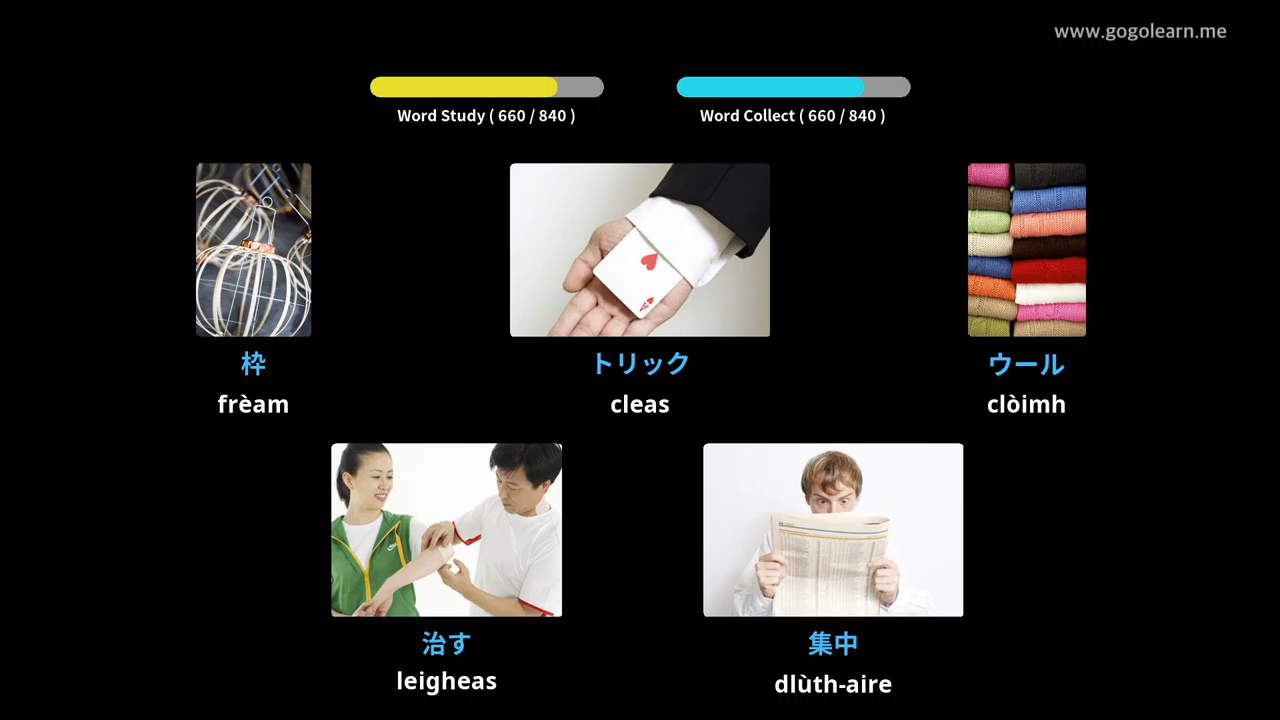 www.gogolearn.me
Word Study ( 660 / 840 )
Word Collect ( 660 / 840 )
枠
frèam
トリック
cleas
ウール
clòimh
治す
leigheas
集中
dlùth-aire